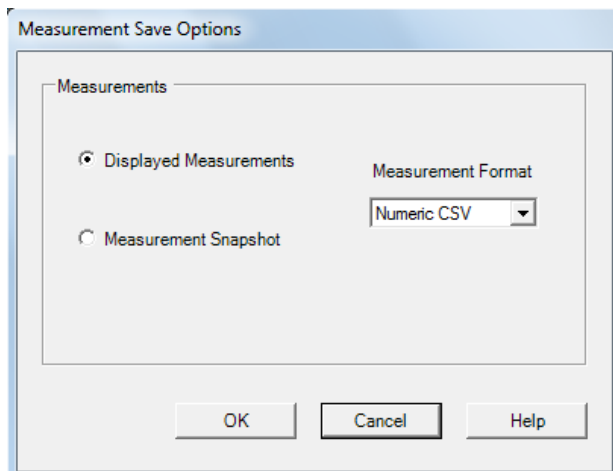 Measurement Save Options
Measurements
Displayed Measurements
Measurement Format
Numeric CSV
Measurement Snapshot
OK Cancel Help